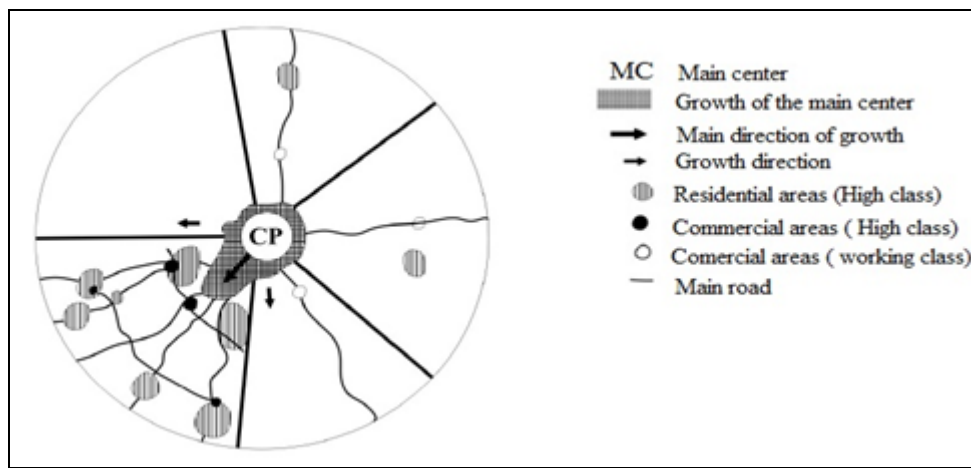 CP
MC Main center
Growth of the main center
Main direction of growth
Growth direction
Residential areas (High class)
Commercial areas ( High class)
Comercial areas ( working class)
Main road